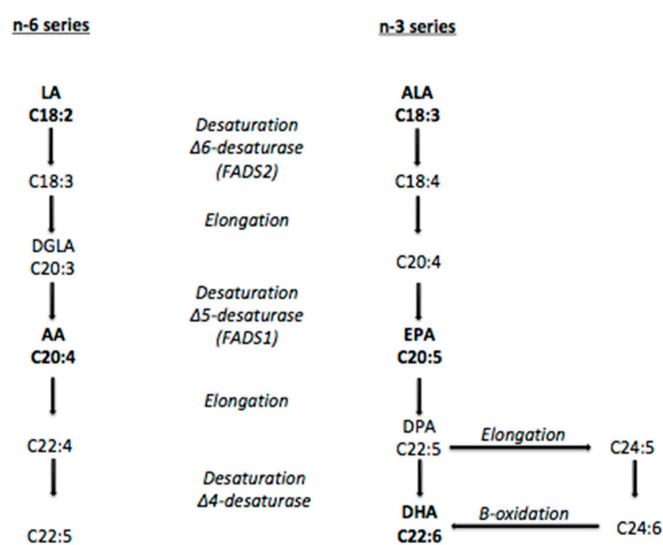 n-6 series
n-3 series
LA
C18:2
ALA
C18:3
Desaturation
Δ6-desaturase
(FADS2)
C18:3
C18:4
Elongation
DGLA
C20:3
C20:4
Desaturation
Δ5-desaturase
(FADS1)
AA
C20:4
EPA
C20:5
Elongation
DPA
C22:5
C22:4
Elongation
C24:5
Desaturation
Δ4-desaturase
DHA
C22:6
B-oxidation
C24:6
C22:5